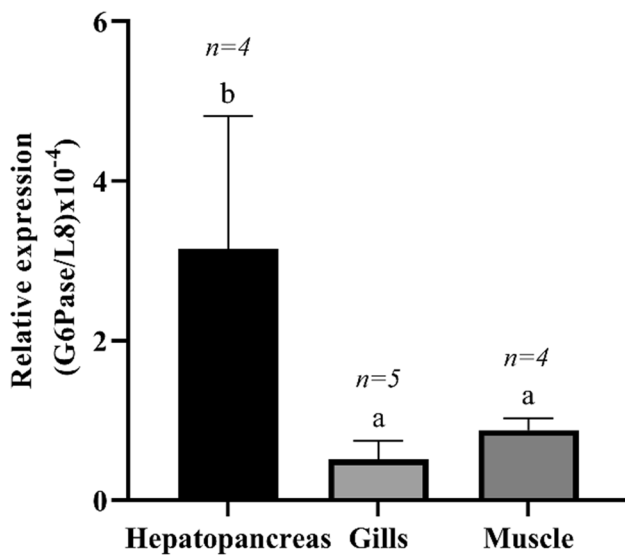 Relative expression
(G6Pase/L8)x10⁻⁴
6
4
2
0
n=4
b
n=5
a
n=4
a
Hepatopancreas Gills Muscle